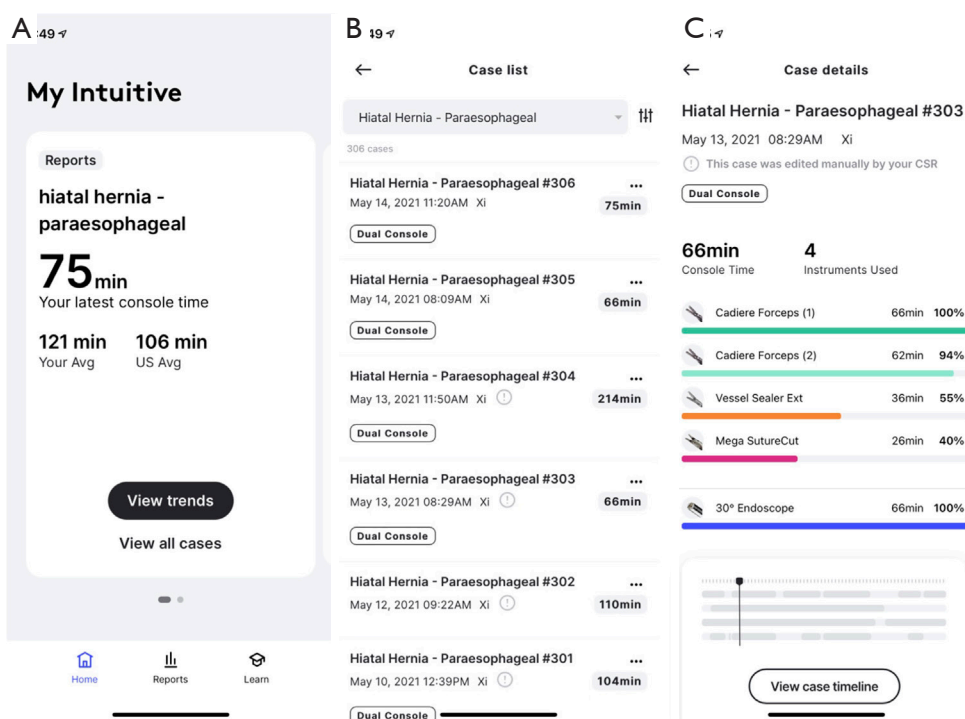 A :49
My Intuitive
Reports
hiatal hernia -
paraesophageal
75 min
Your latest console time
121 min 106 min
Your Avg US Avg
View trends
View all cases
Home Reports Learn
B 49
Case list
Hiatal Hernia - Paraesophageal
306 cases
Hiatal Hernia - Paraesophageal #306
May 14, 2021 11:20AM Xi 75min
Dual Console
Hiatal Hernia - Paraesophageal #305
May 14, 2021 08:09AM Xi 66min
Dual Console
Hiatal Hernia - Paraesophageal #304
May 13, 2021 11:50AM Xi 214min
Dual Console
Hiatal Hernia - Paraesophageal #303
May 13, 2021 08:29AM Xi 66min
Dual Console
Hiatal Hernia - Paraesophageal #302
May 12, 2021 09:22AM Xi 110min
Hiatal Hernia - Paraesophageal #301
May 10, 2021 12:39PM Xi 104min
Dual Console
C
Case details
Hiatal Hernia - Paraesophageal #303
May 13, 2021 08:29AM Xi
This case was edited manually by your CSR
Dual Console
66min 4
Console Time Instruments Used
Cadiere Forceps (1) 66min 100%
Cadiere Forceps (2) 62min 94%
Vessel Sealer Ext 36min 55%
Mega SutureCut 26min 40%
30° Endoscope 66min 100%
View case timeline